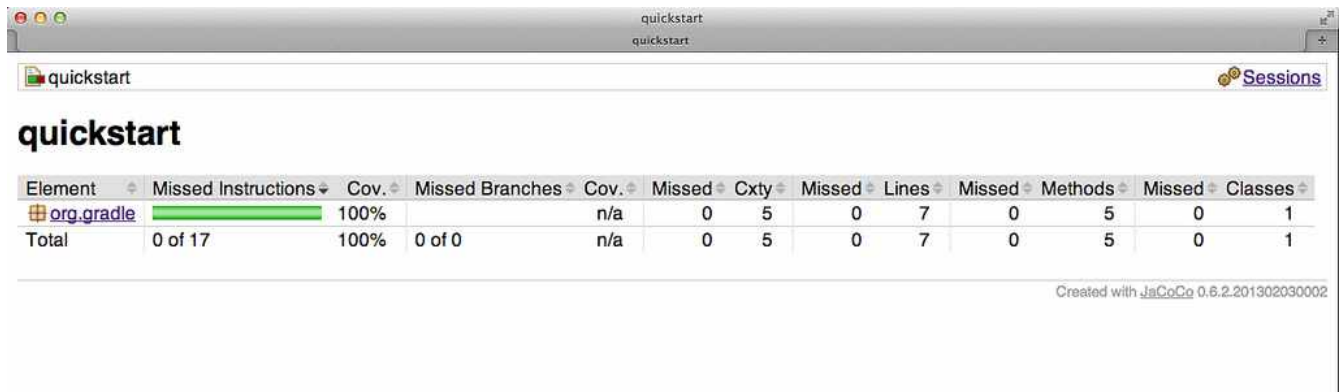 quickstart
quickstart
quickstart Sessions
quickstart
Element Missed Instructions Cov. Missed Branches Cov. Missed Cxty Missed Lines Missed Methods Missed Classes
org.gradle 100% n/a 0 5 0 7 0 5 0 1
Total 0 of 17 100% 0 of 0 n/a 0 5 0 7 0 5 0 1
Created with JaCoCo 0.6.2.201302030002